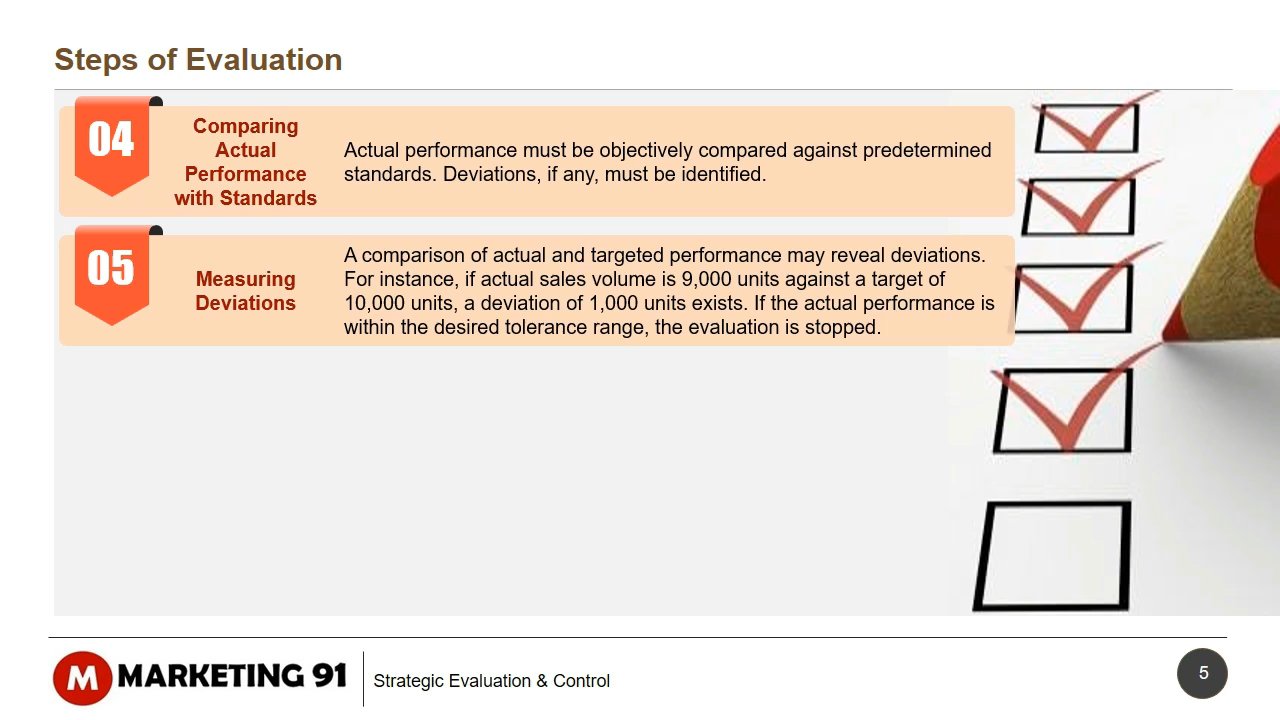 Steps of Evaluation
04
Comparing
Actual
Performance
with Standards
Actual performance must be objectively compared against predetermined
standards. Deviations, if any, must be identified.
05
Measuring
Deviations
A comparison of actual and targeted performance may reveal deviations.
For instance, if actual sales volume is 9,000 units against a target of
10,000 units, a deviation of 1,000 units exists. If the actual performance is
within the desired tolerance range, the evaluation is stopped.
M MARKETING 91
Strategic Evaluation & Control
5